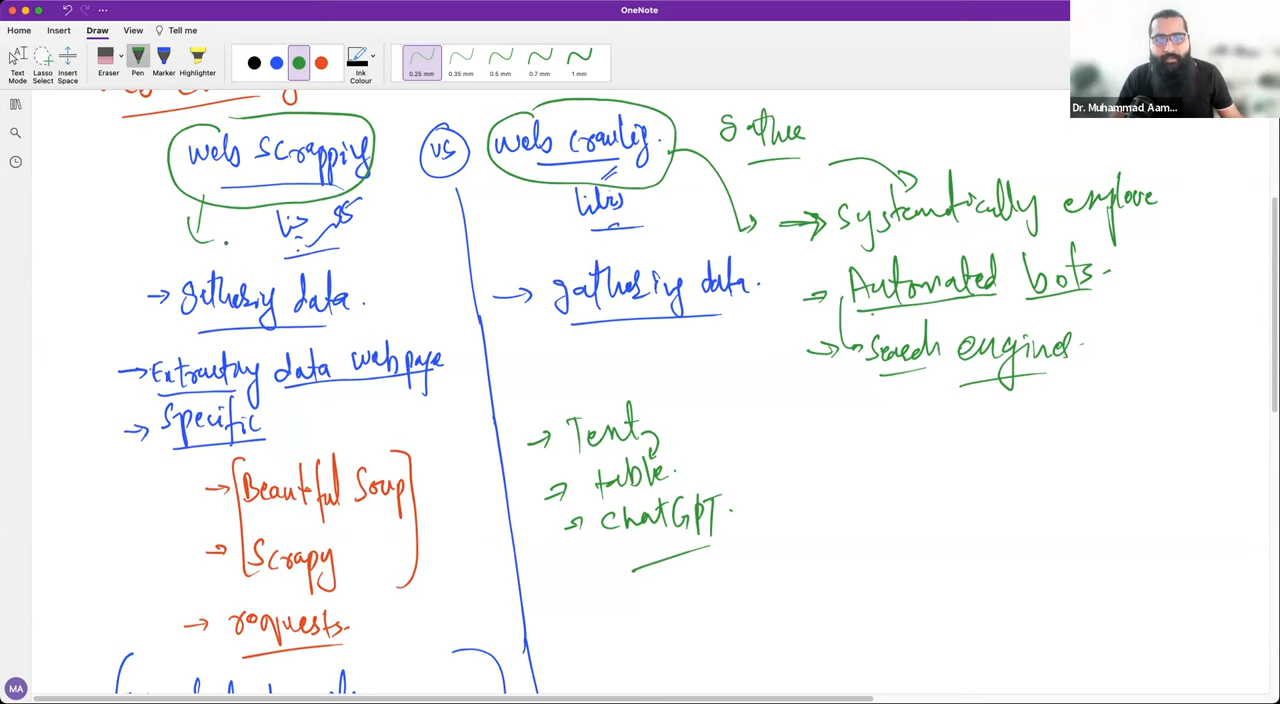 OneNote
Home Insert Draw View Tell me
Text Mode
Lasso Select
Insert Space
Eraser
Pen
Marker
Highlighter
Ink Colour
0.25 mm
0.35 mm
0.5 mm
0.7 mm
1 mm
Dr. Muhammad Aam...
web Scrapping
vs
web crawlig.
→ gathering data.
→ Extracting data webpage
→ Specific
→ Beautiful Soup
→ Scrapy
→ requests.
→ gathering data.
→ Text
→ table.
→ ChatGPT.
Systematically explore
→ Automated bots.
→ Search engines.
MA